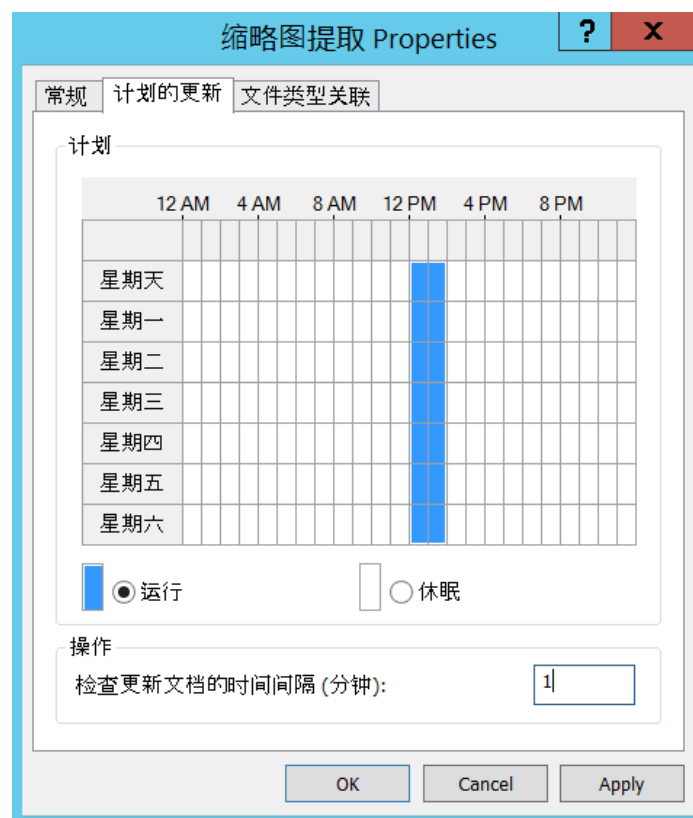 缩略图提取 Properties ? X
常规 计划的更新 文件类型关联
计划
12 AM 4 AM 8 AM 12 PM 4 PM 8 PM
星期天
星期一
星期二
星期三
星期四
星期五
星期六
运行 休眠
操作
检查更新文档的时间间隔 (分钟): 1
OK Cancel Apply